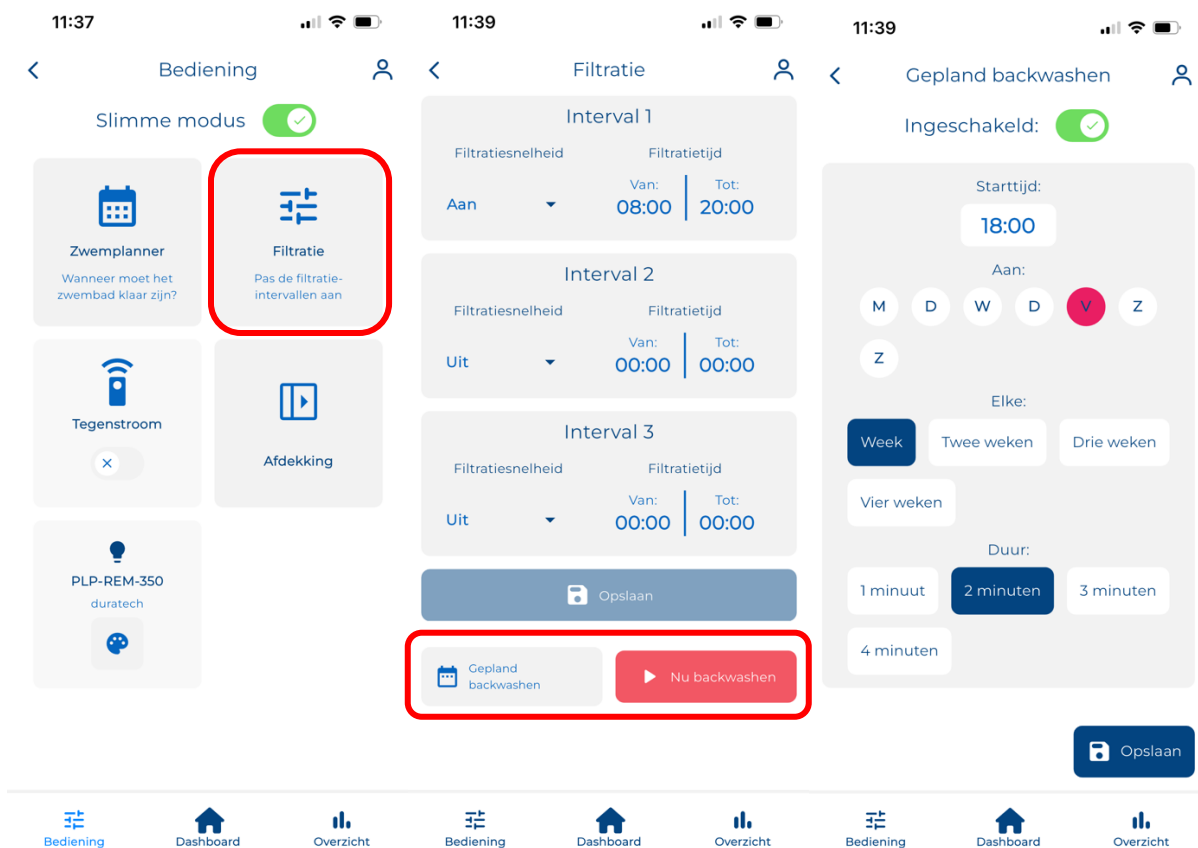 11:37
Bediening
Slimme modus
Zwemplanner
Wanneer moet het
zwembad klaar zijn?
Filtratie
Pas de filtratie-
intervallen aan
Tegenstroom
Afdekking
PLP-REM-350
duratech
Bediening
Dashboard
Overzicht
11:39
Filtratie
Interval 1
Filtratiesnelheid
Filtratietijd
Aan
Van:
08:00
Tot:
20:00
Interval 2
Filtratiesnelheid
Filtratietijd
Uit
Van:
00:00
Tot:
00:00
Interval 3
Filtratiesnelheid
Filtratietijd
Uit
Van:
00:00
Tot:
00:00
Opslaan
Gepland
backwashen
Nu backwashen
Bediening
Dashboard
Overzicht
11:39
Gepland backwashen
Ingeschakeld:
Starttijd:
18:00
Aan:
M D W D V Z
Z
Elke:
Week Twee weken Drie weken
Vier weken
Duur:
1 minuut 2 minuten 3 minuten
4 minuten
Opslaan
Bediening
Dashboard
Overzicht